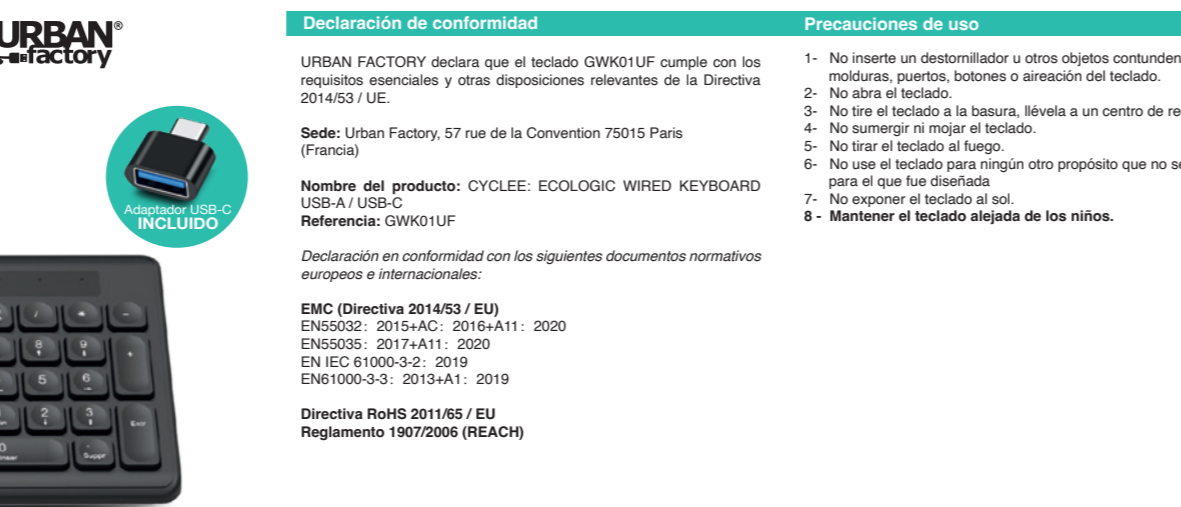 URBAN®
factory
Adaptador USB-C
INCLUIDO
/
*
-
8
9
+
5
6
2
3
Entr
0
Suppr
Declaración de conformidad
URBAN FACTORY declara que el teclado GWK01UF cumple con los
requisitos esenciales y otras disposiciones relevantes de la Directiva
2014/53 / UE.
Sede: Urban Factory, 57 rue de la Convention 75015 Paris
(Francia)
Nombre del producto: CYCLEE: ECOLOGIC WIRED KEYBOARD
USB-A / USB-C
Referencia: GWK01UF
Declaración en conformidad con los siguientes documentos normativos
europeos e internacionales:
EMC (Directiva 2014/53 / EU)
EN55032：2015+AC：2016+A11：2020
EN55035：2017+A11：2020
EN IEC 61000-3-2：2019
EN61000-3-3：2013+A1：2019
Directiva RoHS 2011/65 / EU
Reglamento 1907/2006 (REACH)
Precauciones de uso
1- No inserte un destornillador u otros objetos contunden
molduras, puertos, botones o aireación del teclado.
2- No abra el teclado.
3- No tire el teclado a la basura, llévela a un centro de re
4- No sumergir ni mojar el teclado.
5- No tirar el teclado al fuego.
6- No use el teclado para ningún otro propósito que no se
para el que fue diseñada
7- No exponer el teclado al sol.
8 - Mantener el teclado alejada de los niños.